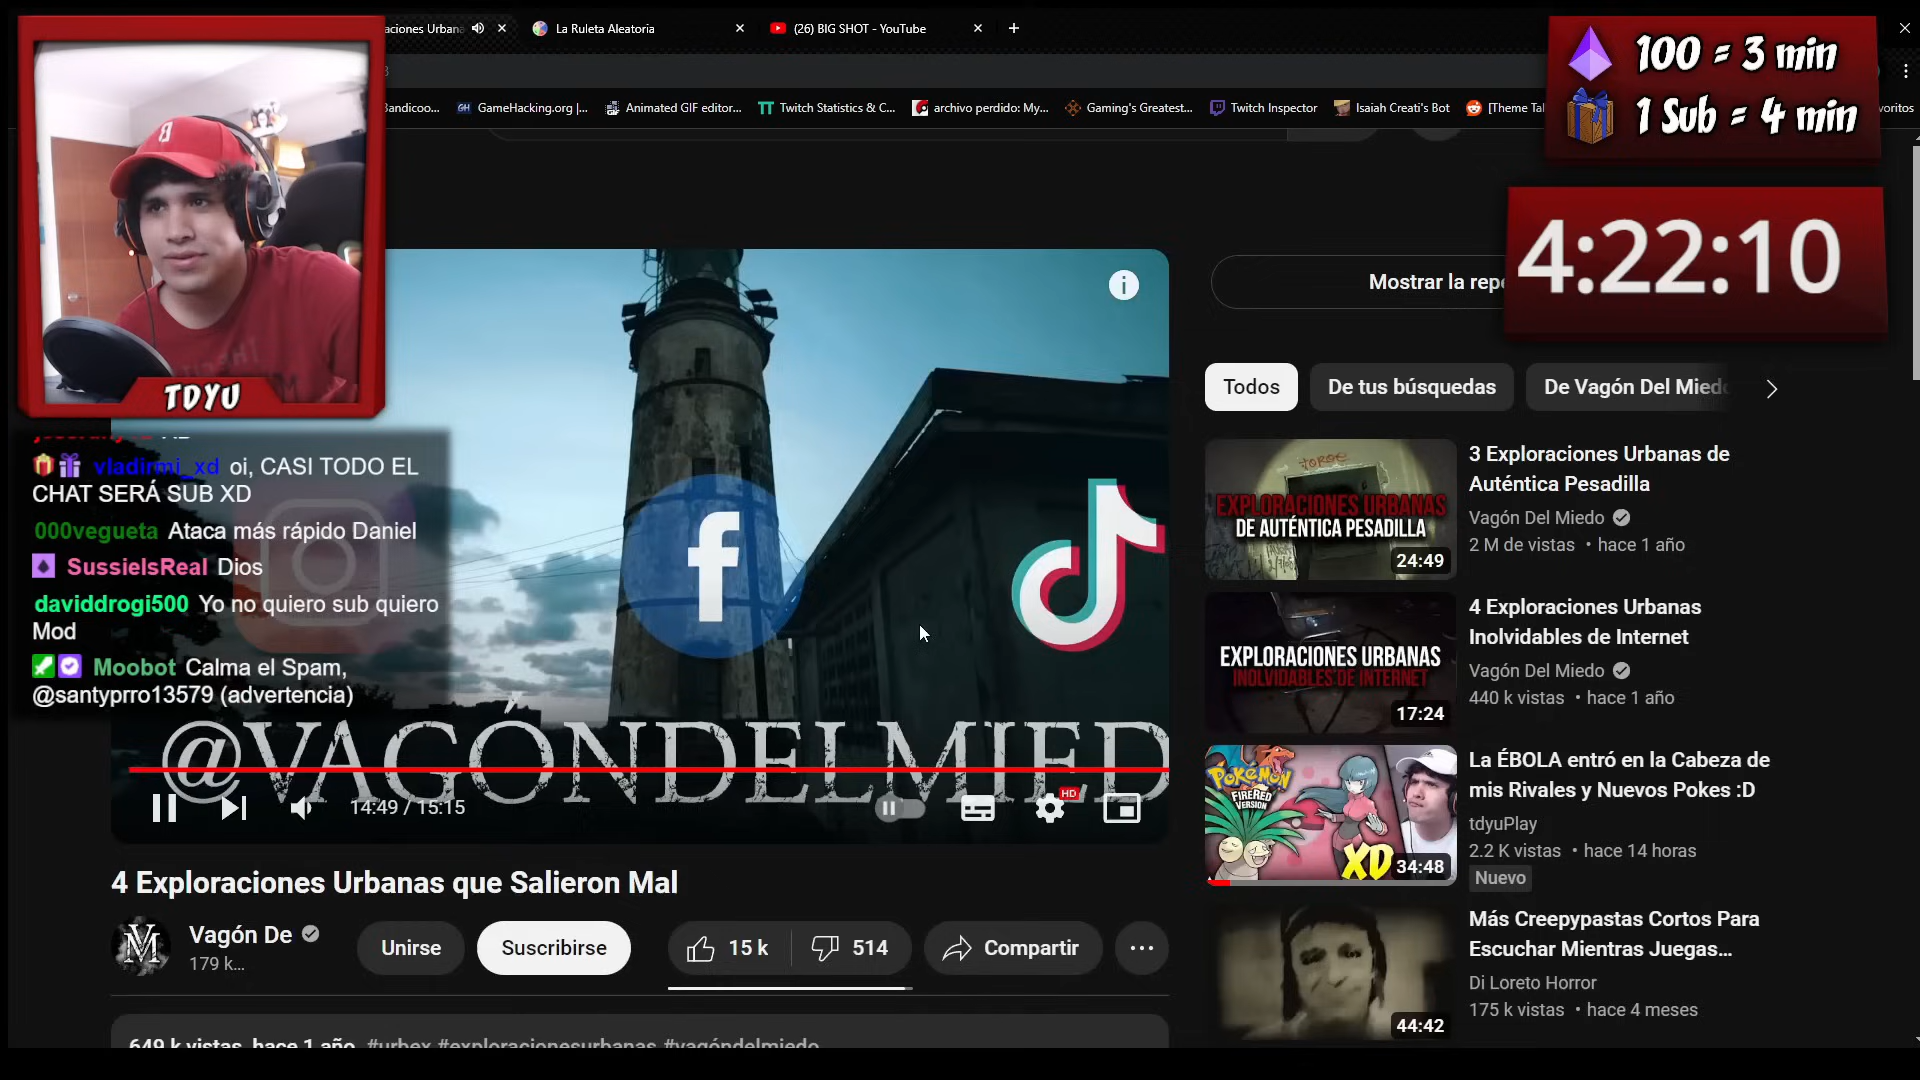 aciones Urbana
La Ruleta Aleatoria
(26) BIG SHOT - YouTube
100 = 3 min
1 Sub = 4 min
andicoo...
GameHacking.org |...
Animated GIF editor...
Twitch Statistics & C...
archivo perdido: My...
Gaming's Greatest...
Twitch Inspector
Isaiah Creati's Bot
[Theme Tal
avoritos
4:22:10
TDYU
Mostrar la repe
Todos
De tus búsquedas
De Vagón Del Miedo
vladirmi_xd oi, CASI TODO EL
CHAT SERÁ SUB XD
000vegueta Ataca más rápido Daniel
SussieIsReal Dios
daviddrogi500 Yo no quiero sub quiero
Mod
Moobot Calma el Spam,
@santyprro13579 (advertencia)
@VAGÓNDELMIED
14:49 / 15:15
HD
4 Exploraciones Urbanas que Salieron Mal
Vagón De
179 k...
Unirse
Suscribirse
15 k
514
Compartir
649 k vistas hace 1 año #urbex #exploracionesurbanas #vagóndelmiedo
JORGE
EXPLORACIONES URBANAS
DE AUTÉNTICA PESADILLA
24:49
3 Exploraciones Urbanas de
Auténtica Pesadilla
Vagón Del Miedo
2 M de vistas • hace 1 año
EXPLORACIONES URBANAS
INOLVIDABLES DE INTERNET
17:24
4 Exploraciones Urbanas
Inolvidables de Internet
Vagón Del Miedo
440 k vistas • hace 1 año
POKéMON
FIRERED
VERSION
XD
34:48
La ÉBOLA entró en la Cabeza de
mis Rivales y Nuevos Pokes :D
tdyuPlay
2.2 K vistas • hace 14 horas
Nuevo
44:42
Más Creepypastas Cortos Para
Escuchar Mientras Juegas...
Di Loreto Horror
175 k vistas • hace 4 meses